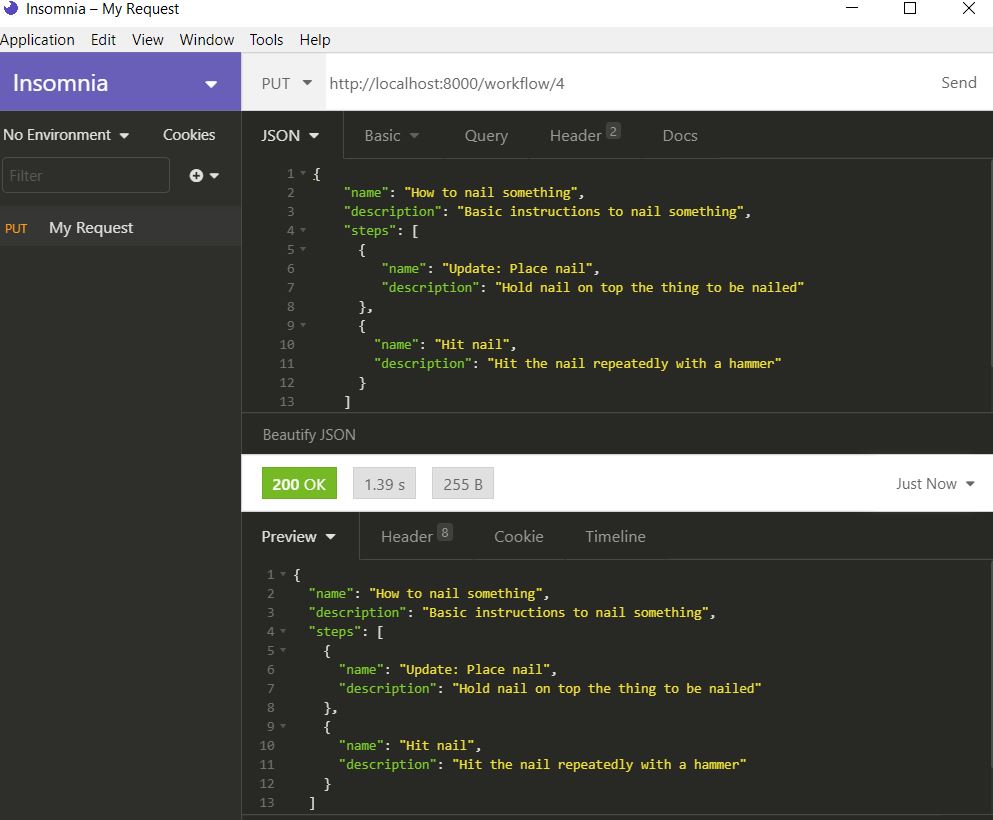 Insomnia – My Request
Application Edit View Window Tools Help
Insomnia
PUT http://localhost:8000/workflow/4 Send
No Environment Cookies
JSON Basic Query Header 2 Docs
Filter
PUT My Request
1 {
2 "name": "How to nail something",
3 "description": "Basic instructions to nail something",
4 "steps": [
5 {
6 "name": "Update: Place nail",
7 "description": "Hold nail on top the thing to be nailed"
8 },
9 {
10 "name": "Hit nail",
11 "description": "Hit the nail repeatedly with a hammer"
12 }
13 ]
Beautify JSON
200 OK 1.39 s 255 B Just Now
Preview Header 8 Cookie Timeline
1 {
2 "name": "How to nail something",
3 "description": "Basic instructions to nail something",
4 "steps": [
5 {
6 "name": "Update: Place nail",
7 "description": "Hold nail on top the thing to be nailed"
8 },
9 {
10 "name": "Hit nail",
11 "description": "Hit the nail repeatedly with a hammer"
12 }
13 ]